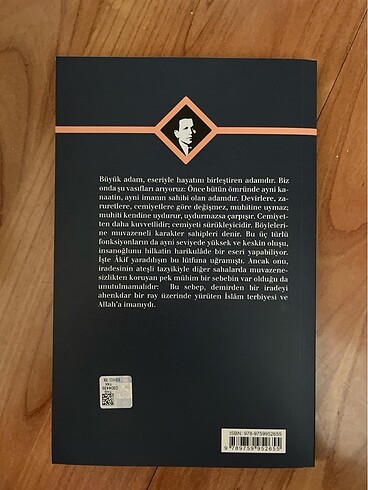 Büyük adam, eseriyle hayatını birleştiren adamdır. Biz
onda şu vasıfları arıyoruz: Önce bütün ömründe ayni ka-
naatin, ayni imanın sahibi olan adamdır. Devirlere, za-
ruretlere, cemiyetlere göre değişmez, muhitine uymaz;
muhiti kendine uydurur, uydurmazsa çarpışır. Cemiyet-
ten daha kuvvetlidir; cemiyeti sürükleyicidir. Böyleleri-
ne muvazeneli karakter sahipleri denir. Bu üç türlü
fonksiyonların da ayni seviyede yüksek ve keskin oluşu,
insanoğlunu hilkatin harikulâde bir eseri yapabiliyor.
İşte Âkif yaradılışın bu lütfuna uğramıştı. Ancak onu,
iradesinin ateşli tazyikiyle diğer sahalarda muvazene-
sizlikten koruyan pek mühim bir sebebin var olduğu da
unutulmamalıdır: Bu sebep, demirden bir iradeyi
ahenkdar bir ray üzerinde yürüten İslâm terbiyesi ve
Allah'a imanıydı.
ISBN: 978-9759952655
9 789759 952655